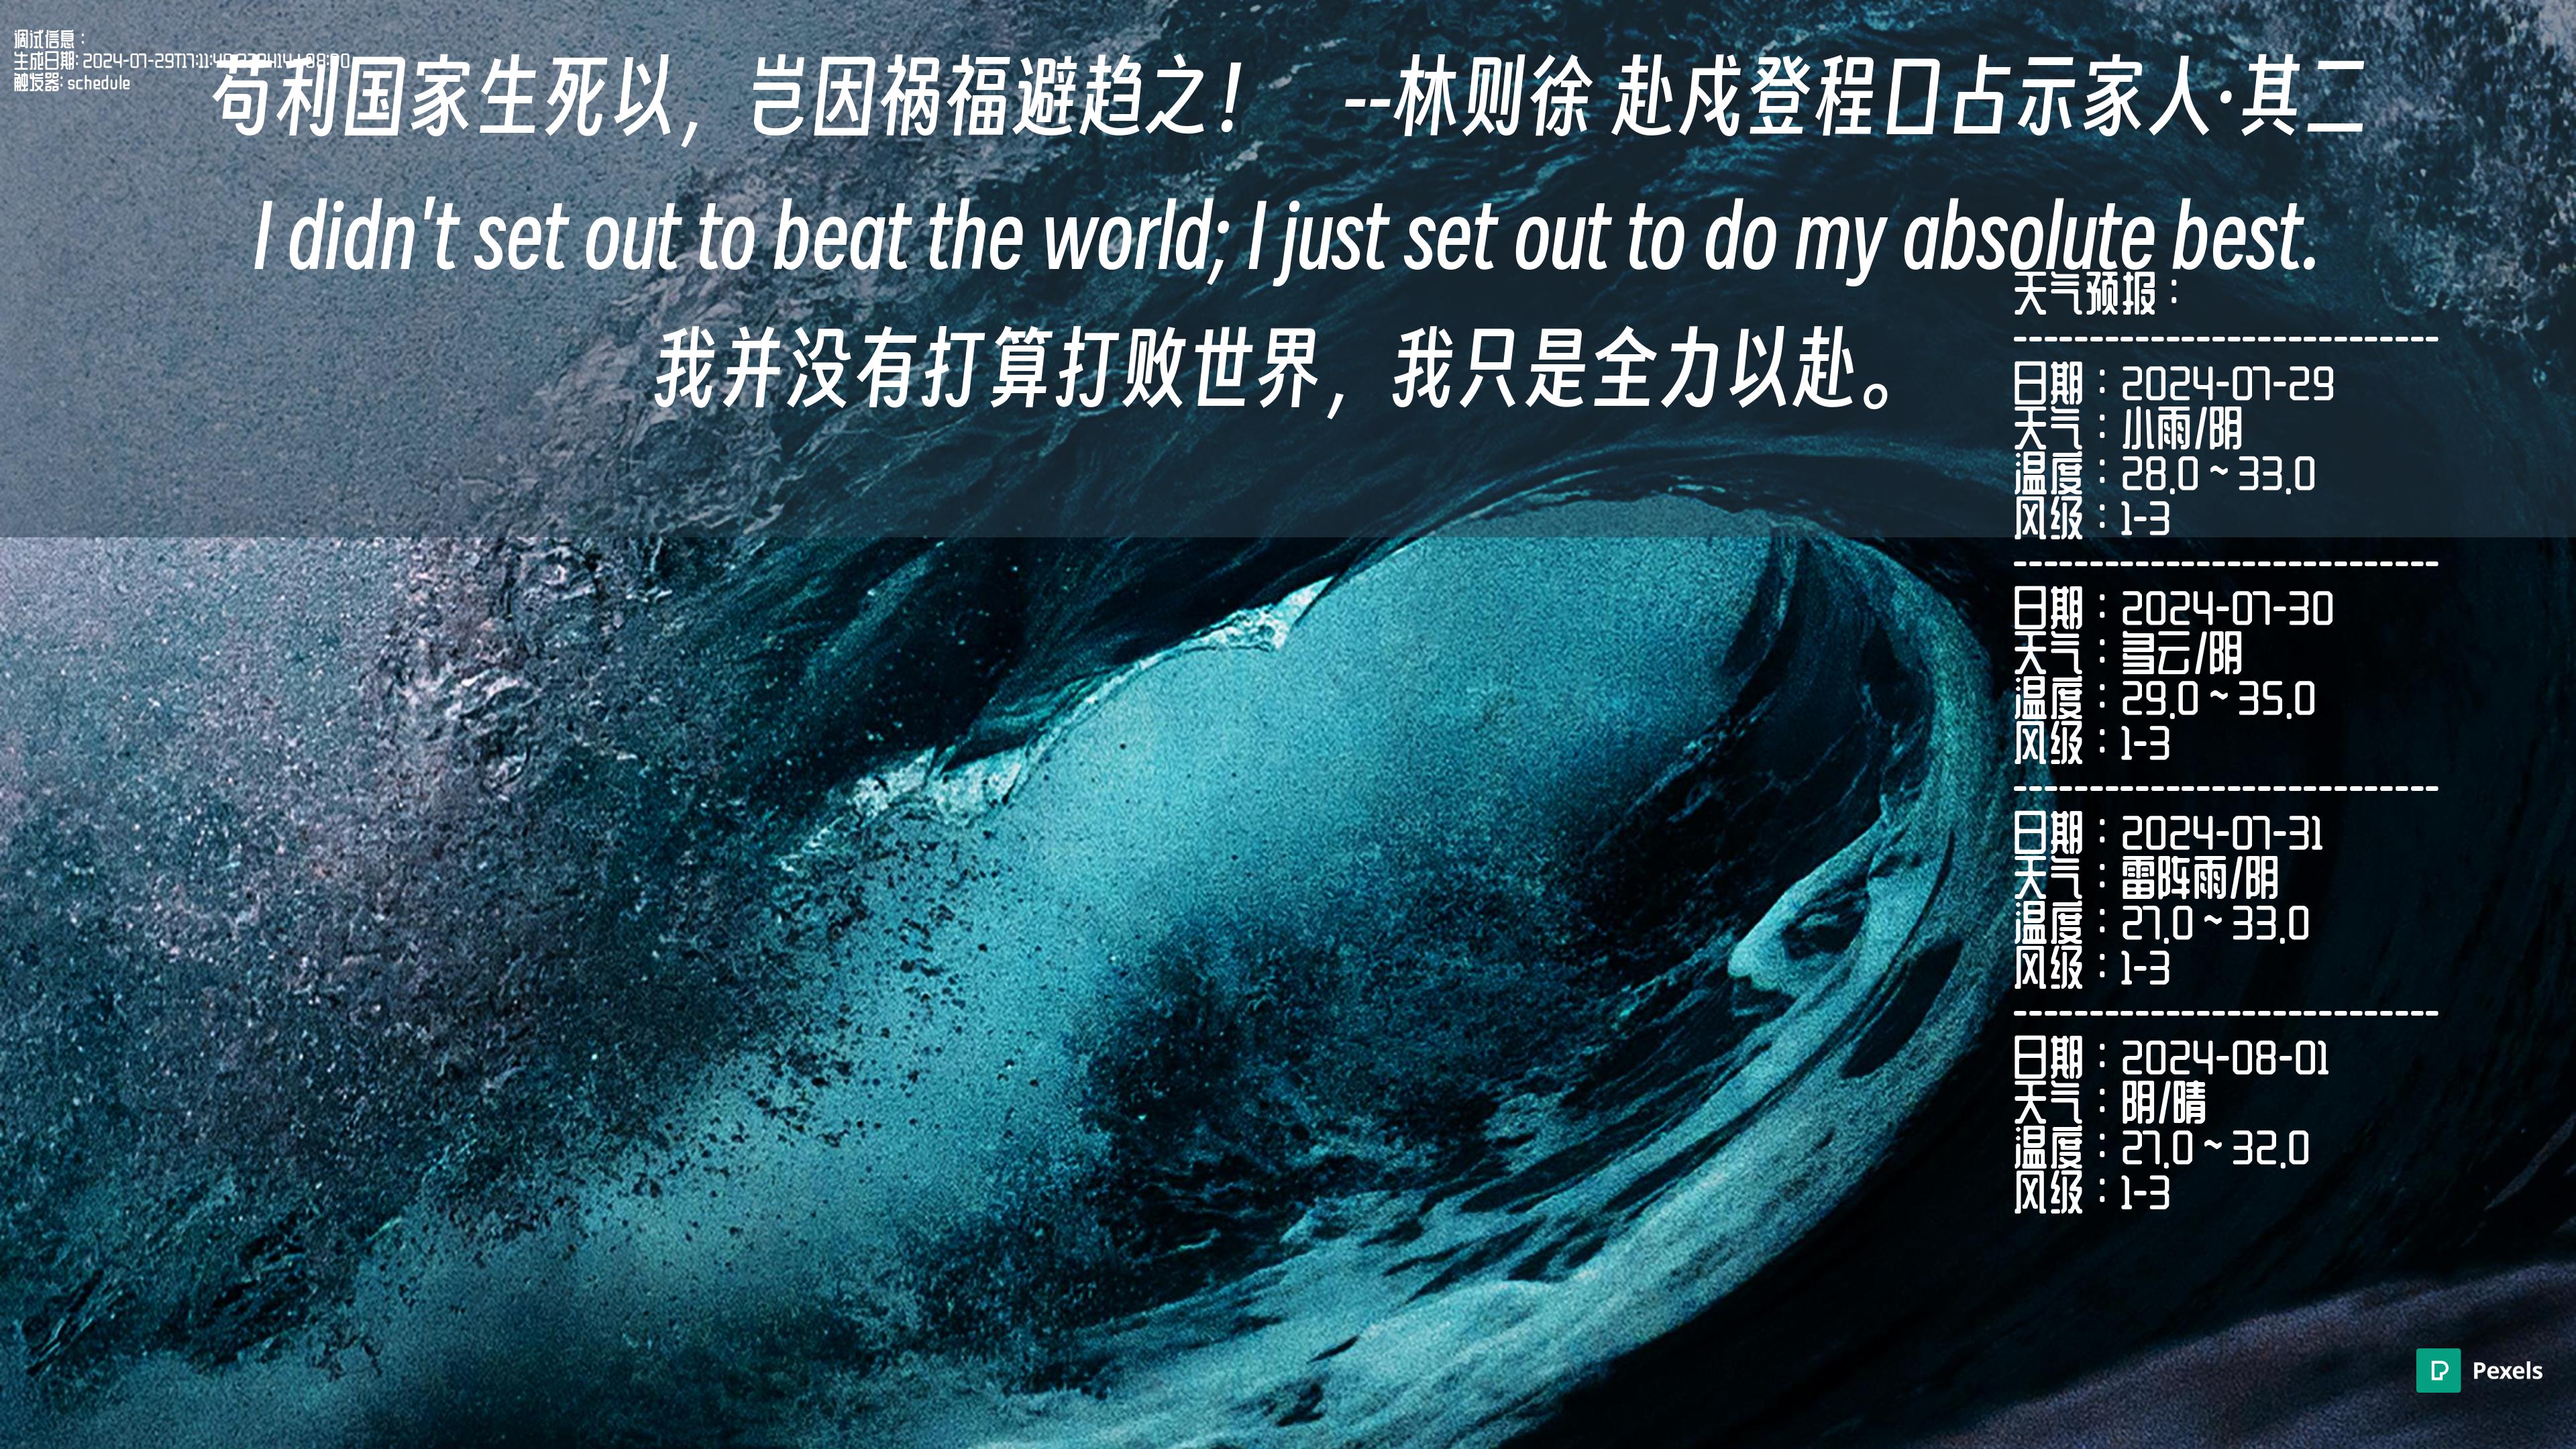 调试信息：
生成日期: 2024-07-29T17:11:
触发器: schedule
苟利国家生死以，岂因祸福避趋之！ --林则徐 赴戍登程口占示家人·其二
I didn't set out to beat the world; I just set out to do my absolute best.
我并没有打算打败世界，我只是全力以赴。
天气预报：
----------------------------
日期：2024-07-29
天气：小雨/阴
温度：28.0 ~ 33.0
风级：1-3
----------------------------
日期：2024-07-30
天气：多云/阴
温度：29.0 ~ 35.0
风级：1-3
----------------------------
日期：2024-07-31
天气：雷阵雨/阴
温度：27.0 ~ 33.0
风级：1-3
----------------------------
日期：2024-08-01
天气：阴/晴
温度：27.0 ~ 32.0
风级：1-3
Pexels